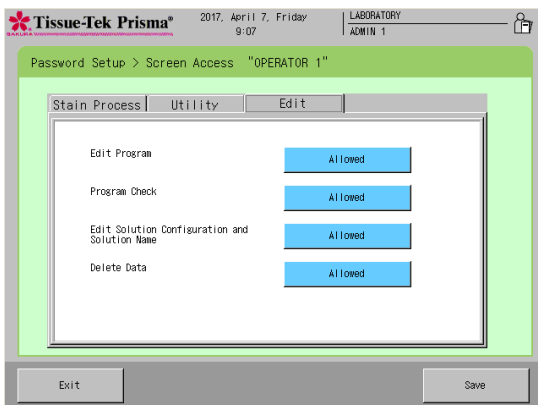 Tissue-Tek Prisma®
SAKURA
2017, April 7, Friday
9:07
LABORATORY
ADMIN 1
Password Setup > Screen Access "OPERATOR 1"
Stain Process
Utility
Edit
Edit Program
Allowed
Program Check
Allowed
Edit Solution Configuration and
Solution Name
Allowed
Delete Data
Allowed
Exit
Save